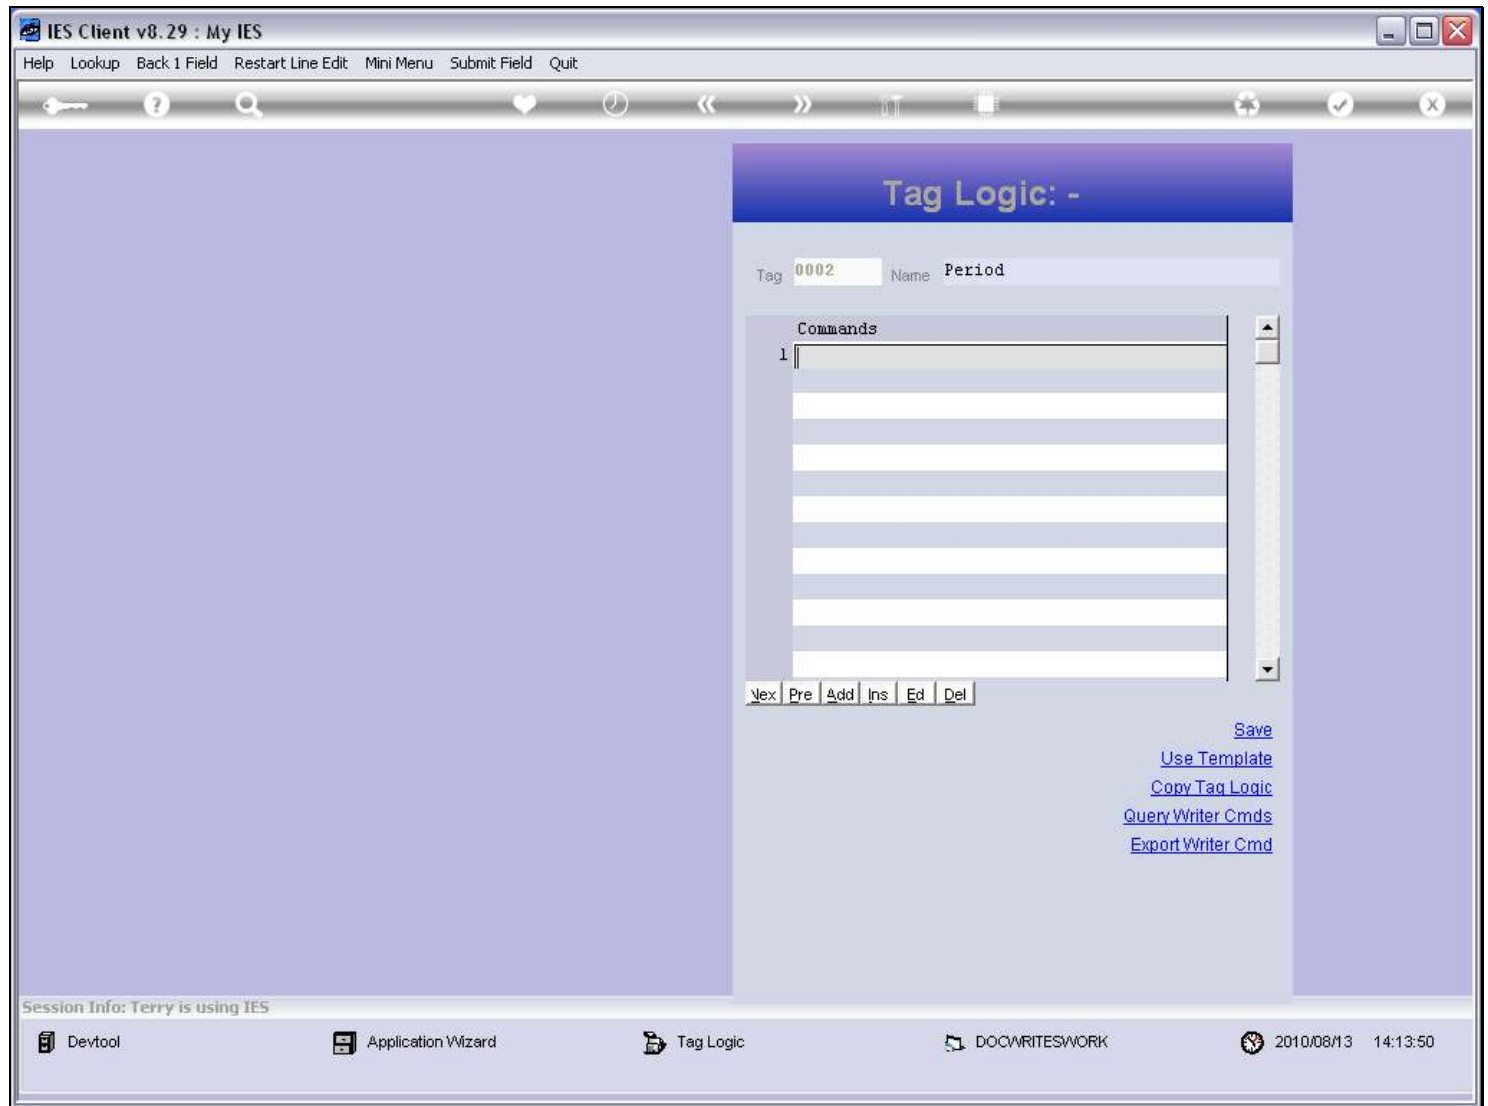 IES Client v8.29 : My IES
Help Lookup Back 1 Field Restart Line Edit Mini Menu Submit Field Quit
Tag Logic: -
Tag 0002 Name Period
Commands
1
Nex Pre Add Ins Ed Del
Save
Use Template
Copy Tag Logic
Query Writer Cmds
Export Writer Cmd
Session Info: Terry is using IES
Devtool Application Wizard Tag Logic DOCWRITESWORK 2010/08/13 14:13:50